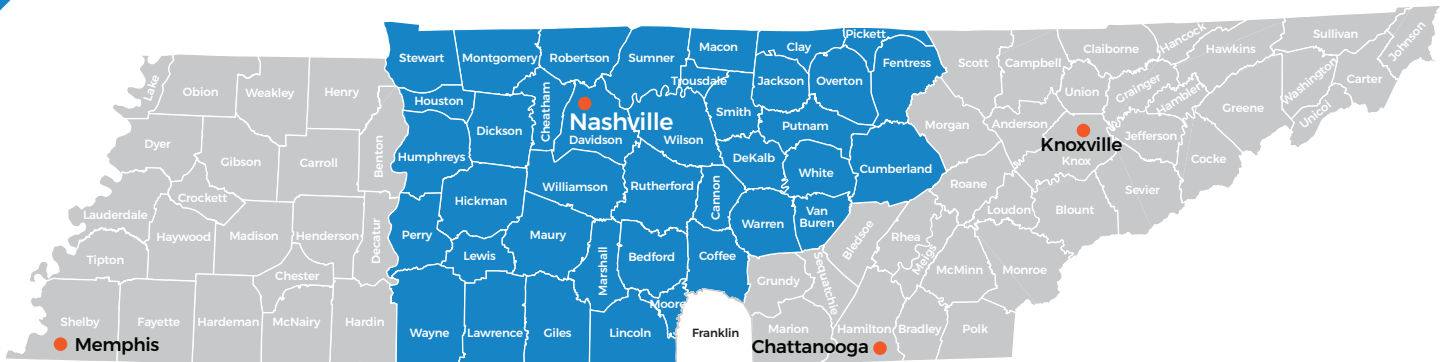 Stewart
Montgomery
Robertson
Sumner
Macon
Clay
Pickett
Fentress
Scott
Campbell
Claiborne
Hancock
Hawkins
Sullivan
Johnson
Lake
Obion
Weakley
Henry
Houston
Cheatham
Trousdale
Jackson
Overton
Union
Grainger
Hamblen
Washington
Carter
Unicoi
Greene
Dickson
Nashville
Davidson
Wilson
Smith
Putnam
Morgan
Anderson
Knoxville
Knox
Jefferson
Cocke
Dyer
Gibson
Carroll
Benton
Humphreys
DeKalb
White
Cumberland
Roane
Sevier
Crockett
Williamson
Rutherford
Cannon
Hickman
Loudon
Blount
Lauderdale
Haywood
Madison
Henderson
Decatur
Perry
Lewis
Maury
Marshall
Bedford
Coffee
Warren
Van
Buren
Bledsoe
Rhea
Meigs
McMinn
Monroe
Tipton
Chester
Grundy
Sequatchie
Moore
Shelby
Fayette
Hardeman
McNairy
Hardin
Wayne
Lawrence
Giles
Lincoln
Franklin
Marion
Hamilton
Bradley
Polk
Memphis
Chattanooga